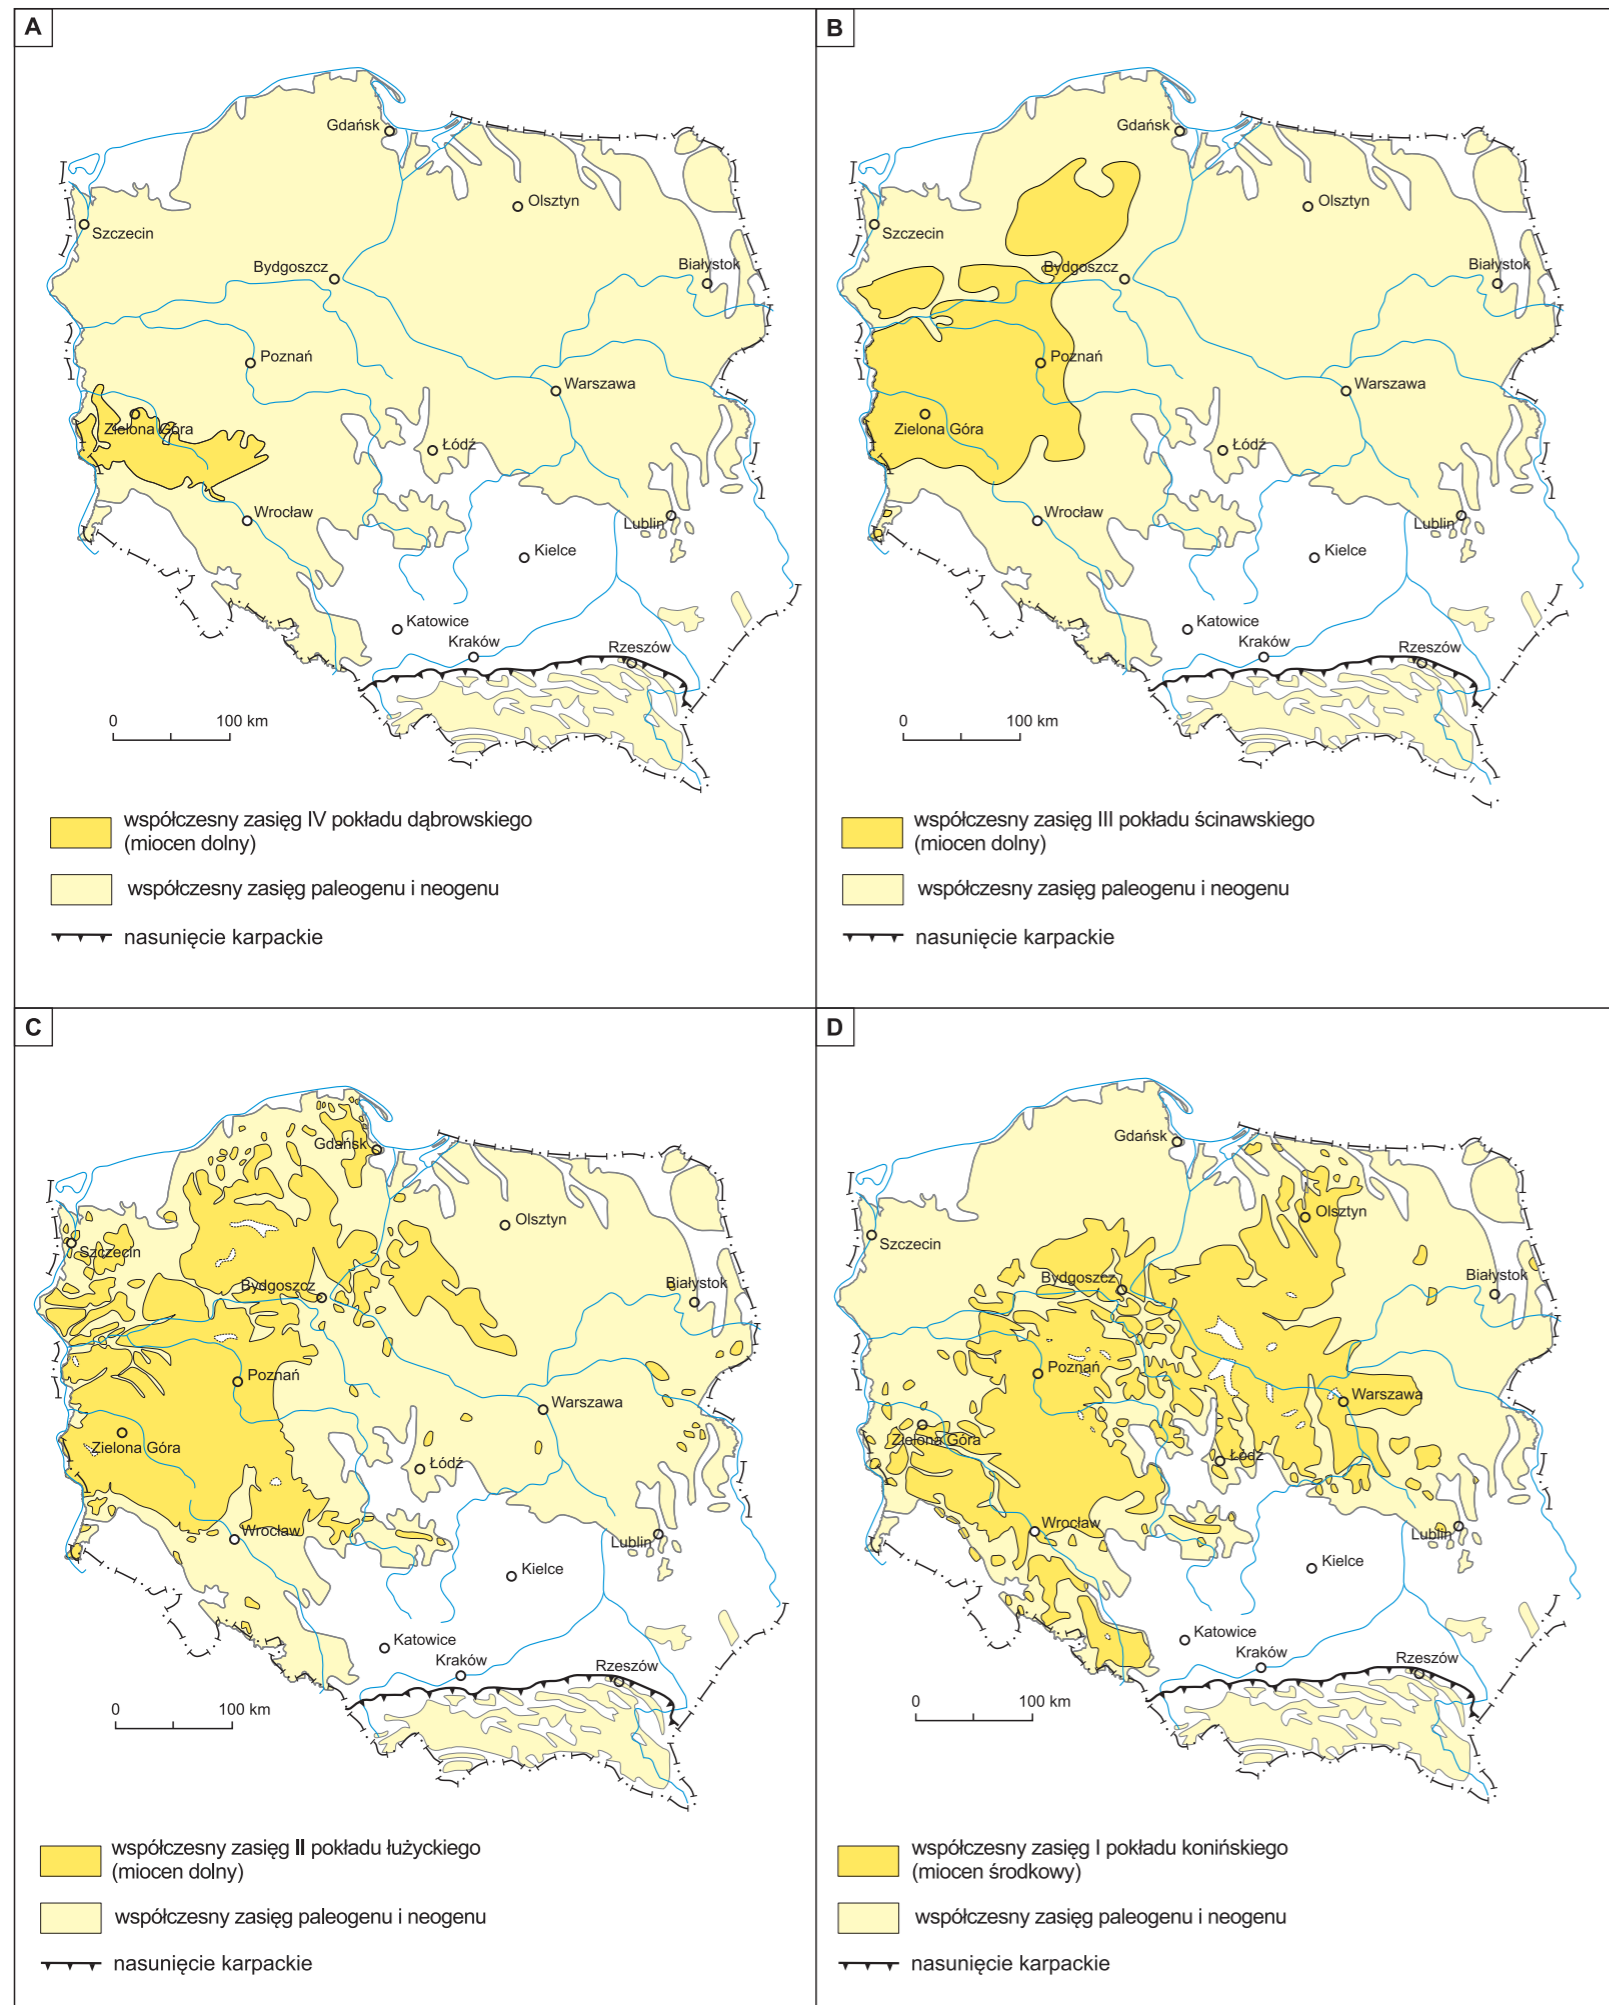 A
Gdańsk
Olsztyn
Szczecin
Bydgoszcz
Białystok
Poznań
Warszawa
Zielona Góra
Łódź
Wrocław
Lublin
Kielce
Katowice
Kraków
Rzeszów
0 100 km
współczesny zasięg IV pokładu dąbrowskiego
(miocen dolny)
współczesny zasięg paleogenu i neogenu
nasunięcie karpackie
B
Gdańsk
Olsztyn
Szczecin
Bydgoszcz
Białystok
Poznań
Warszawa
Zielona Góra
Łódź
Wrocław
Lublin
Kielce
Katowice
Kraków
Rzeszów
0 100 km
współczesny zasięg III pokładu ścinawskiego
(miocen dolny)
współczesny zasięg paleogenu i neogenu
nasunięcie karpackie
C
Gdańsk
Olsztyn
Szczecin
Bydgoszcz
Białystok
Poznań
Warszawa
Zielona Góra
Łódź
Wrocław
Lublin
Kielce
Katowice
Kraków
Rzeszów
0 100 km
współczesny zasięg II pokładu łużyckiego
(miocen dolny)
współczesny zasięg paleogenu i neogenu
nasunięcie karpackie
D
Gdańsk
Olsztyn
Szczecin
Bydgoszcz
Białystok
Poznań
Warszawa
Zielona Góra
Łódź
Wrocław
Lublin
Kielce
Katowice
Kraków
Rzeszów
0 100 km
współczesny zasięg I pokładu konińskiego
(miocen środkowy)
współczesny zasięg paleogenu i neogenu
nasunięcie karpackie